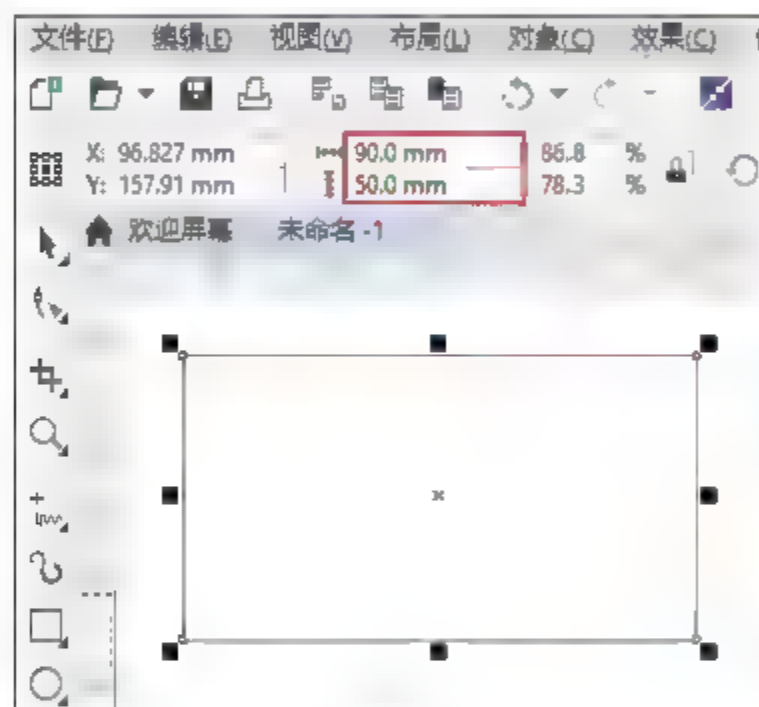 文件(F) 编辑(E) 视图(V) 布局(L) 对象(C) 效果(C)
X: 96.827 mm 90.0 mm 86.8 %
Y: 157.91 mm 50.0 mm 78.3 %
欢迎屏幕 未命名 -1